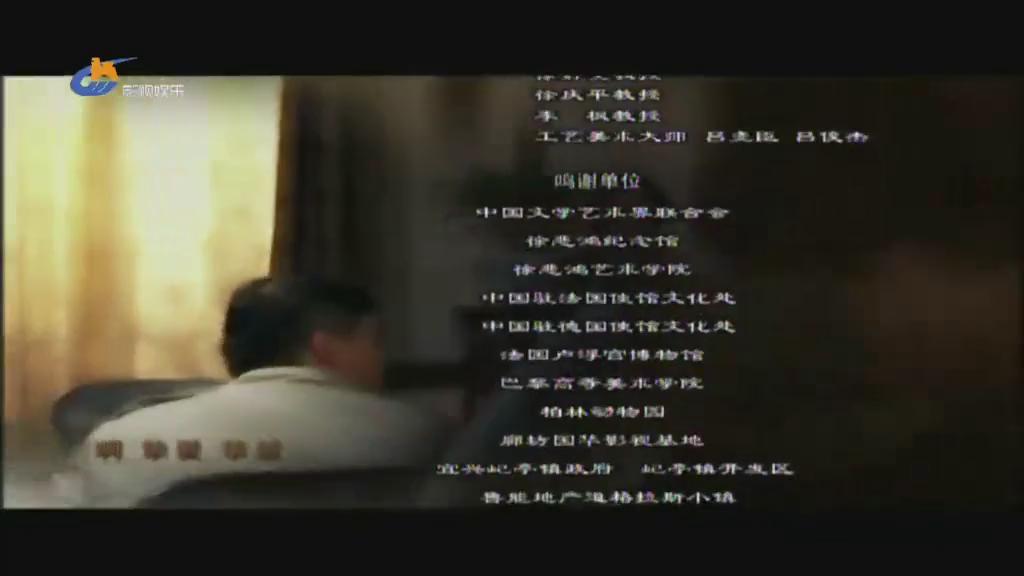 影视娱乐
徐庆平教授
李 枫教授
工艺美术大师 吕尧臣 吕俊杰
鸣谢单位
中国文学艺术界联合会
徐悲鸿纪念馆
徐悲鸿艺术学院
中国驻法国使馆文化处
中国驻德国使馆文化处
法国卢浮宫博物馆
巴黎高等美术学院
柏林动物园
廊坊国华影视基地
宜兴屺亭镇政府 屺亭镇开发区
鲁能地产海格拉斯小镇
啊 挚爱 挚爱